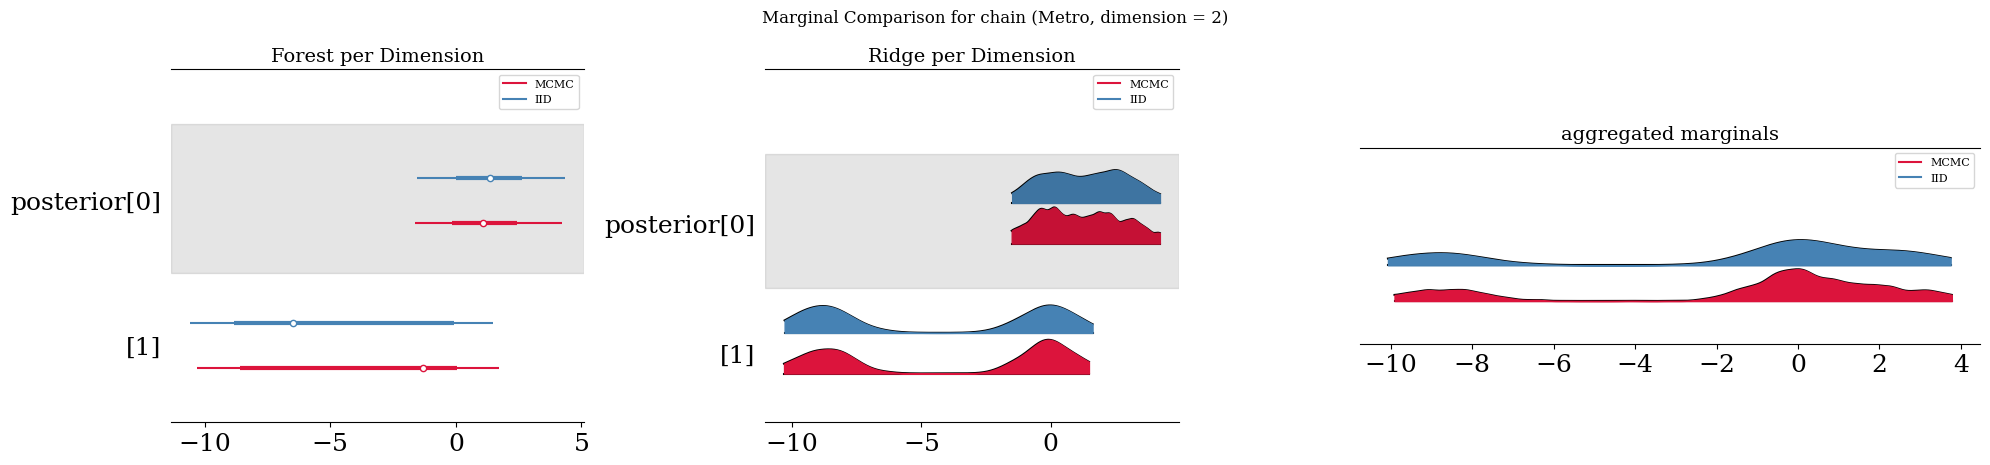 Marginal Comparison for chain (Metro, dimension = 2)
Forest per Dimension
MCMC
IID
posterior[0]
[1]
−10
−5
0
5
Ridge per Dimension
MCMC
IID
posterior[0]
[1]
−10
−5
0
aggregated marginals
MCMC
IID
−10
−8
−6
−4
−2
0
2
4